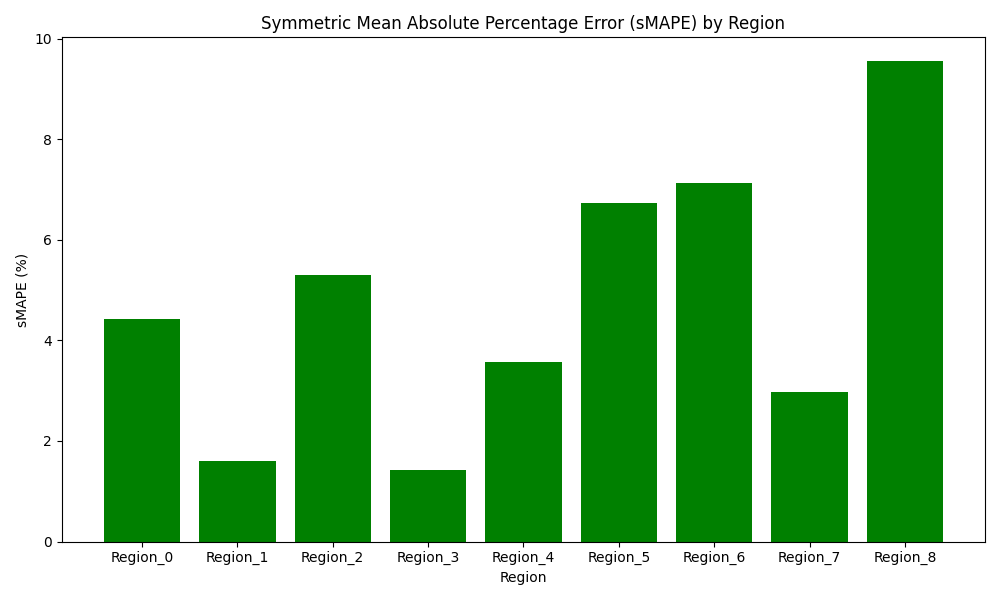 Symmetric Mean Absolute Percentage Error (sMAPE) by Region
10
8
6
4
2
0
sMAPE (%)
Region_0 Region_1 Region_2 Region_3 Region_4 Region_5 Region_6 Region_7 Region_8
Region